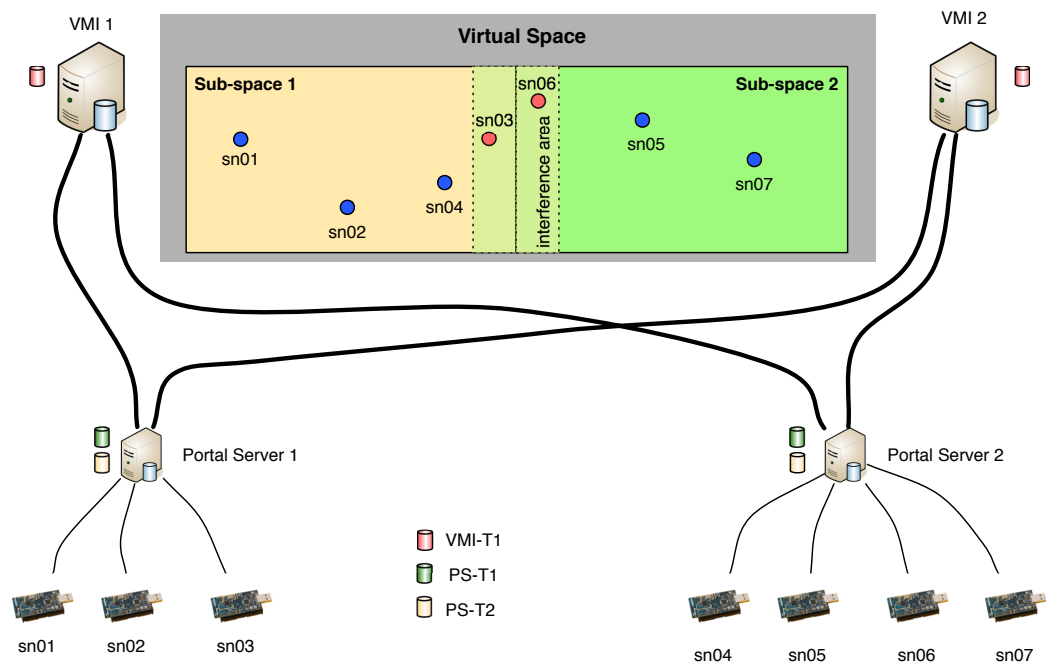 VMI 1
VMI 2
Virtual Space
Sub-space 1
sn06
Sub-space 2
sn03
interference area
sn01
sn05
sn04
sn07
sn02
Portal Server 1
Portal Server 2
VMI-T1
PS-T1
PS-T2
sn01
sn02
sn03
sn04
sn05
sn06
sn07